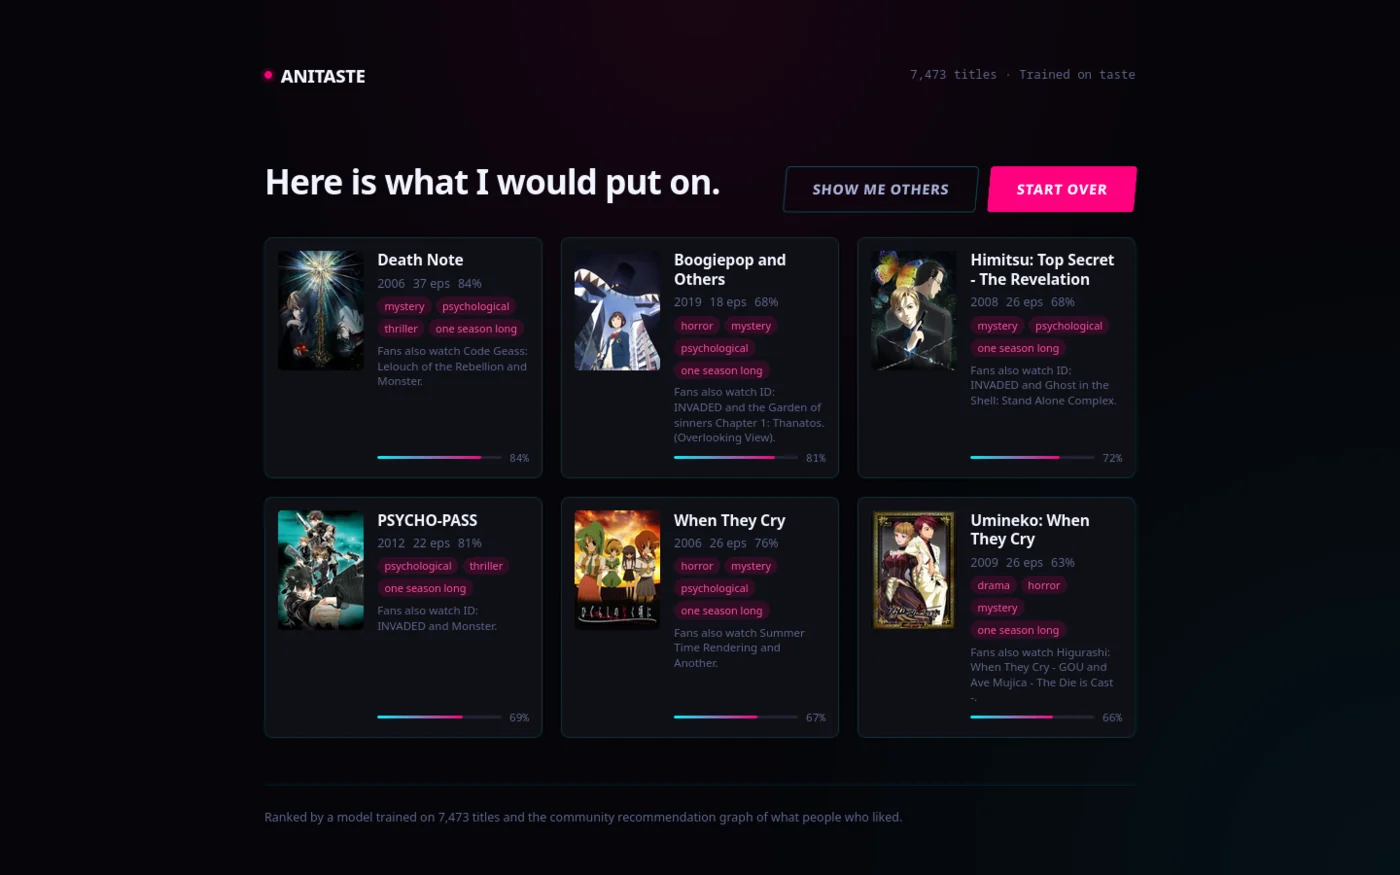 ANITASTE
7,473 titles · Trained on taste
Here is what I would put on.
SHOW ME OTHERS
START OVER
Death Note
2006 37 eps 84%
mystery psychological
thriller one season long
Fans also watch Code Geass:
Lelouch of the Rebellion and
Monster.
84%
Boogiepop and
Others
2019 18 eps 68%
horror mystery
psychological
one season long
Fans also watch ID:
INVADED and the Garden of
sinners Chapter 1: Thanatos.
(Overlooking View).
81%
Himitsu: Top Secret
- The Revelation
2008 26 eps 68%
mystery psychological
one season long
Fans also watch ID:
INVADED and Ghost in the
Shell: Stand Alone Complex.
72%
PSYCHO-PASS
2012 22 eps 81%
psychological thriller
one season long
Fans also watch ID:
INVADED and Monster.
69%
When They Cry
2006 26 eps 76%
horror mystery
psychological
one season long
Fans also watch Summer
Time Rendering and
Another.
67%
Umineko: When
They Cry
2009 26 eps 63%
drama horror
mystery
one season long
Fans also watch Higurashi:
When They Cry - GOU and
Ave Mujica - The Die is Cast
-.
66%
Ranked by a model trained on 7,473 titles and the community recommendation graph of what people who liked.